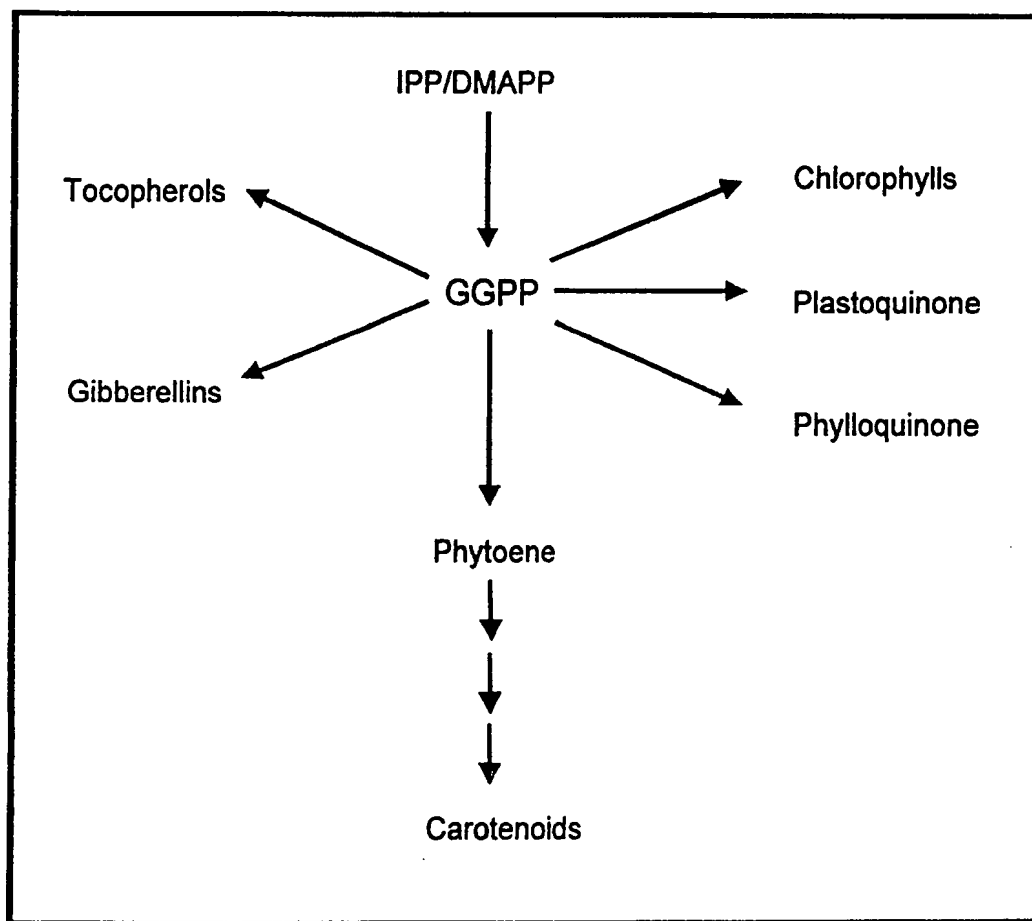 IPP/DMAPP
Tocopherols
Chlorophylls
GGPP
Plastoquinone
Gibberellins
Phylloquinone
Phytoene
Carotenoids